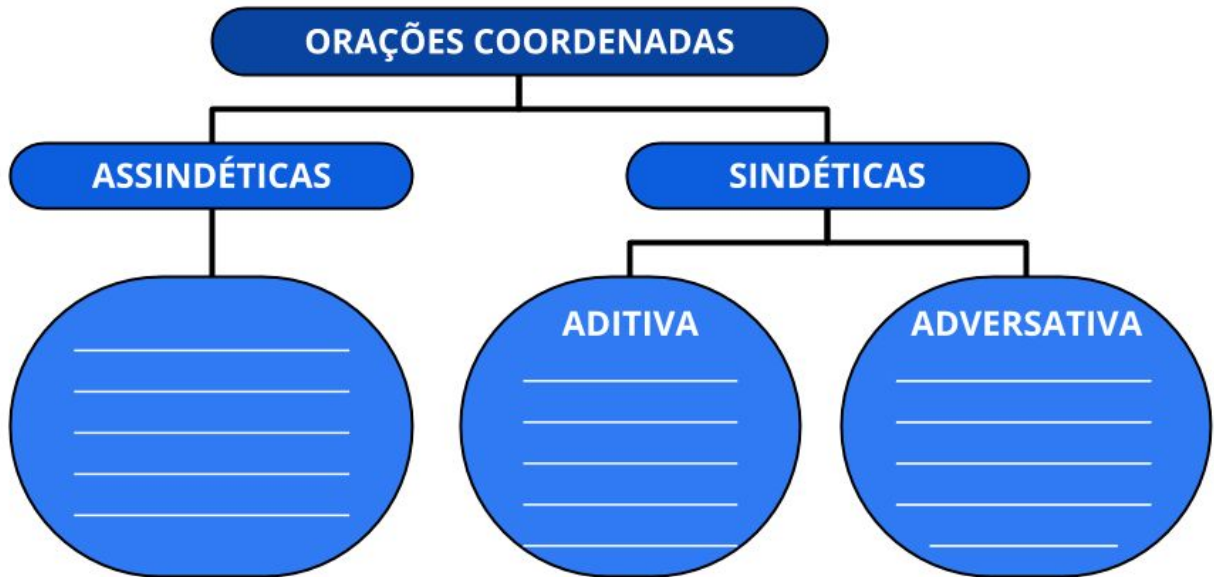 ORAÇÕES COORDENADAS
ASSINDÉTICAS
SINDÉTICAS
ADITIVA
ADVERSATIVA